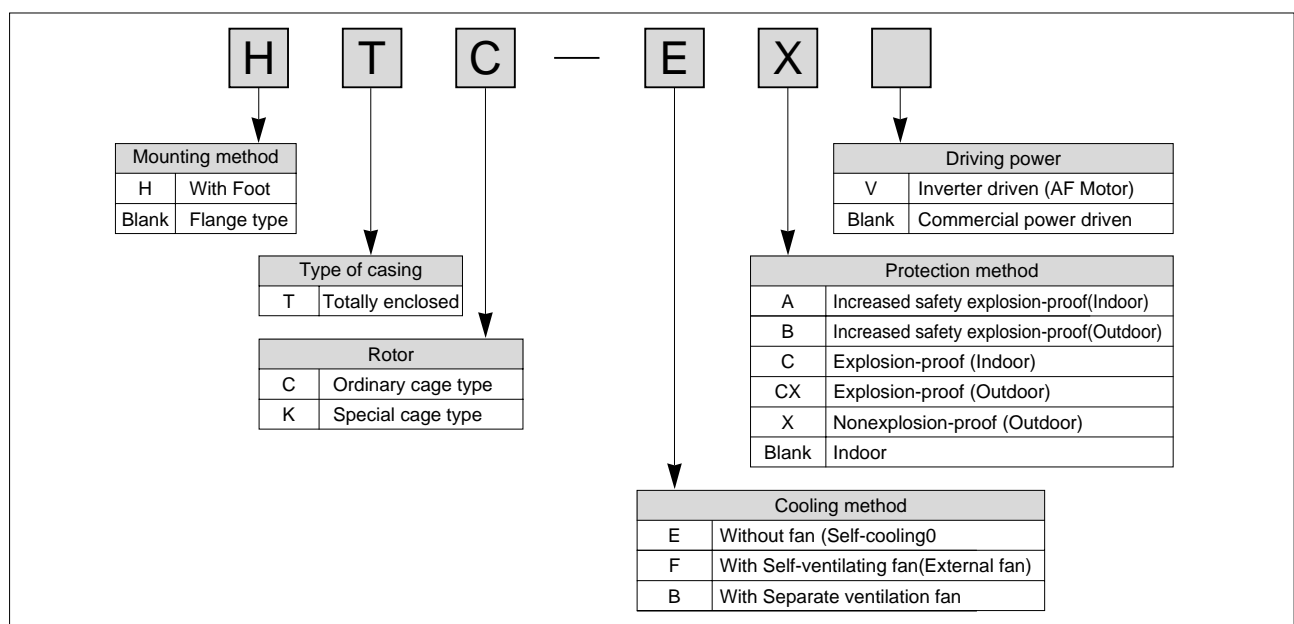 H T C — E X
Mounting method
H With Foot
Blank Flange type
Type of casing
T Totally enclosed
Rotor
C Ordinary cage type
K Special cage type
Driving power
V Inverter driven (AF Motor)
Blank Commercial power driven
Protection method
A Increased safety explosion-proof(Indoor)
B Increased safety explosion-proof(Outdoor)
C Explosion-proof (Indoor)
CX Explosion-proof (Outdoor)
X Nonexplosion-proof (Outdoor)
Blank Indoor
Cooling method
E Without fan (Self-cooling0
F With Self-ventilating fan(External fan)
B With Separate ventilation fan